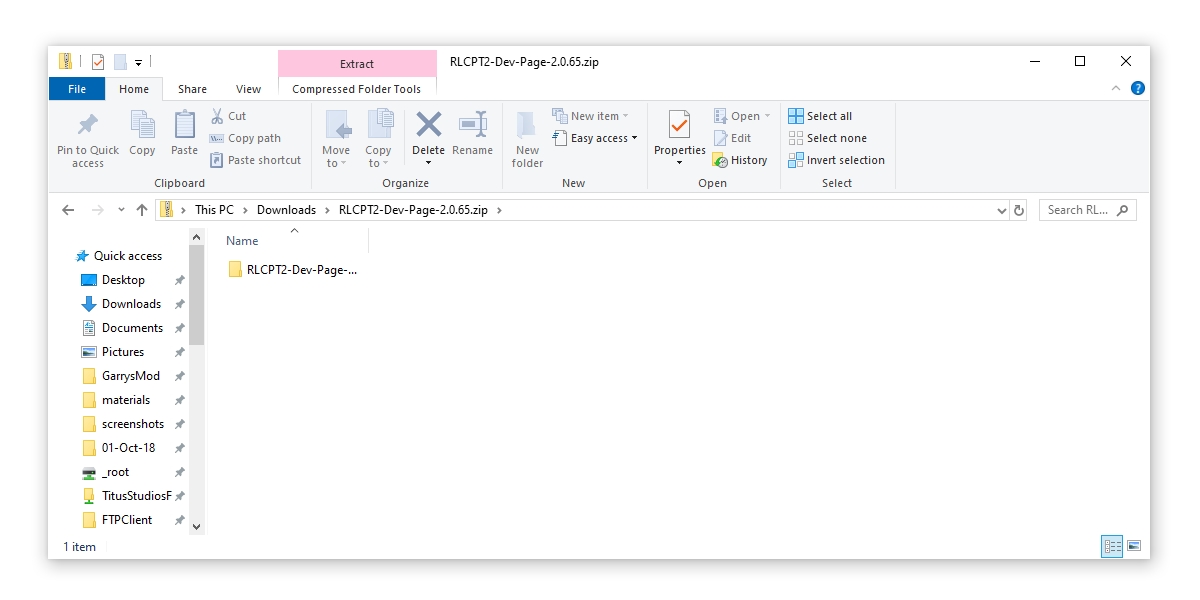 Extract
RLCPT2-Dev-Page-2.0.65.zip
File
Home
Share
View
Compressed Folder Tools
?
Pin to Quick
access
Copy
Paste
Cut
Copy path
Paste shortcut
Clipboard
Move
to
Copy
to
Delete
Rename
Organize
New
folder
New item
Easy access
New
Properties
Open
Edit
History
Open
Select all
Select none
Invert selection
Select
This PC > Downloads > RLCPT2-Dev-Page-2.0.65.zip >
Search RL...
Name
RLCPT2-Dev-Page-...
Quick access
Desktop
Downloads
Documents
Pictures
GarrysMod
materials
screenshots
01-Oct-18
_root
TitusStudiosF
FTPClient
1 item